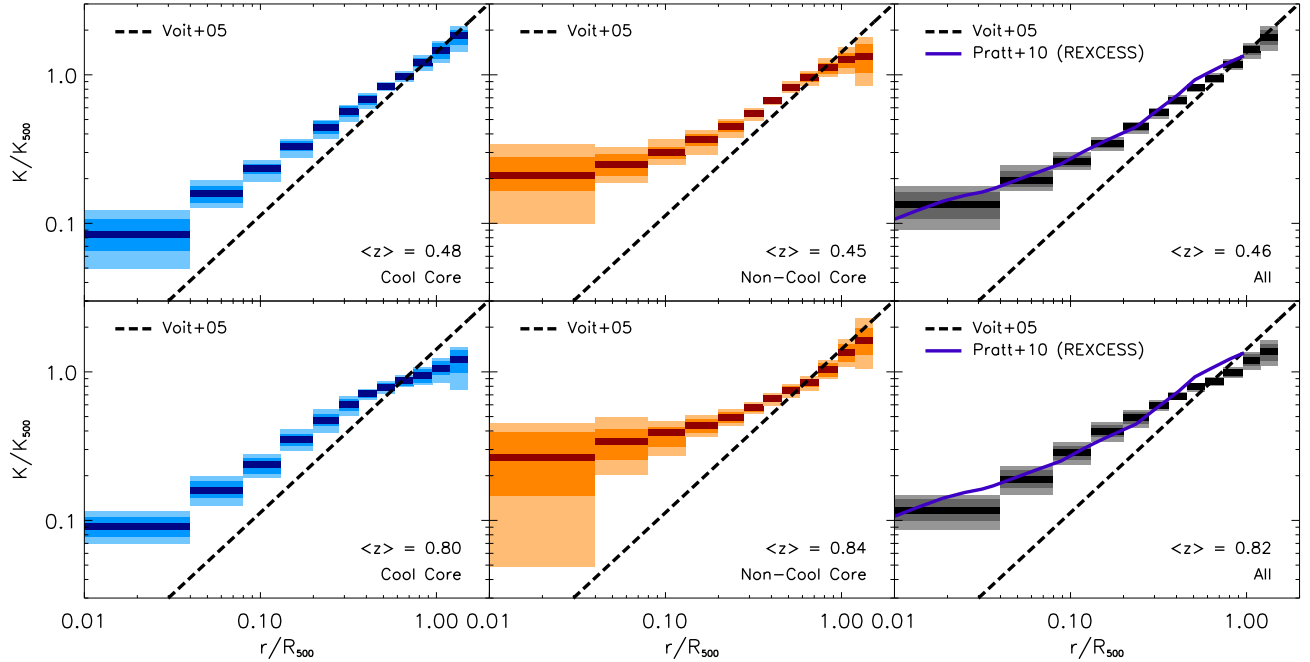 Voit+05
1.0
0.1
K/K500
<z> = 0.48
Cool Core
Voit+05
<z> = 0.45
Non-Cool Core
Voit+05
Pratt+10 (REXCESS)
<z> = 0.46
All
Voit+05
1.0
0.1
K/K500
<z> = 0.80
Cool Core
0.01
0.10
1.00
r/R500
Voit+05
<z> = 0.84
Non-Cool Core
0.01
0.10
1.00
r/R500
Voit+05
Pratt+10 (REXCESS)
<z> = 0.82
All
0.01
0.10
1.00
r/R500